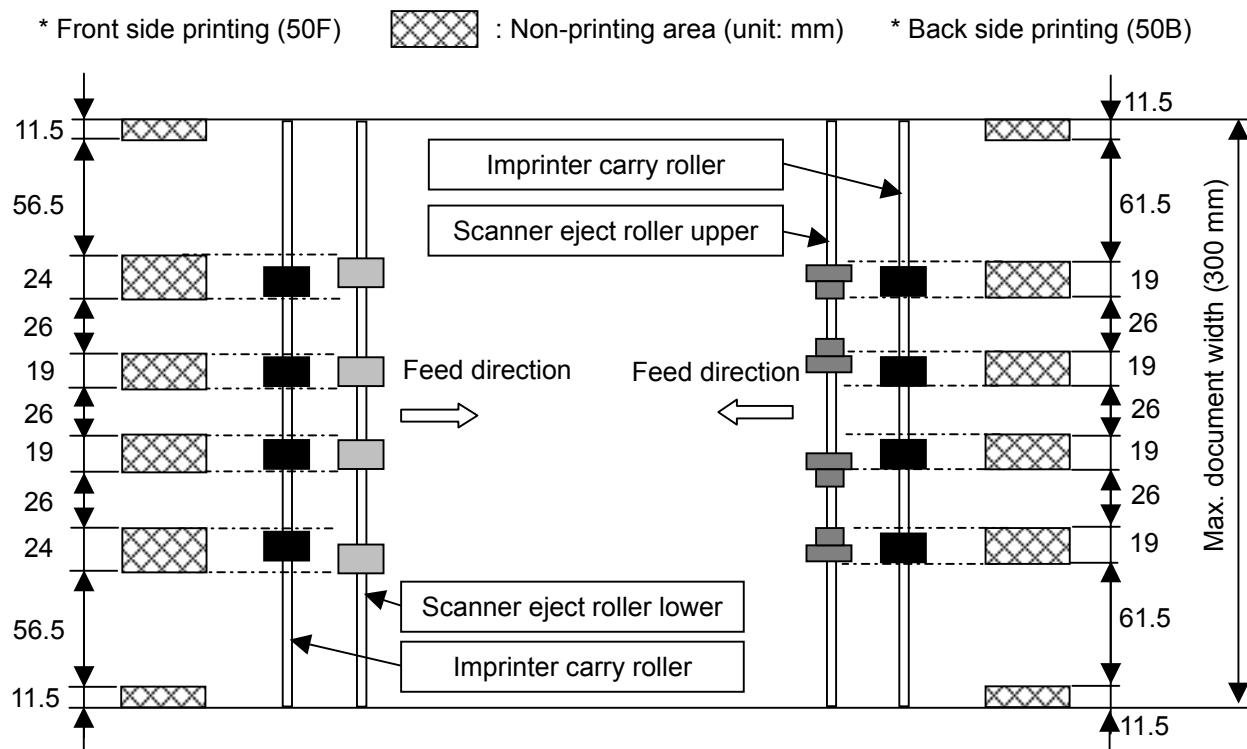 * Front side printing (50F) : Non-printing area (unit: mm) * Back side printing (50B)
11.5
56.5
24
26
19
26
19
26
24
56.5
11.5
Imprinter carry roller
Scanner eject roller upper
Feed direction
Feed direction
Scanner eject roller lower
Imprinter carry roller
11.5
61.5
19
26
19
26
19
26
19
61.5
11.5
Max. document width (300 mm)